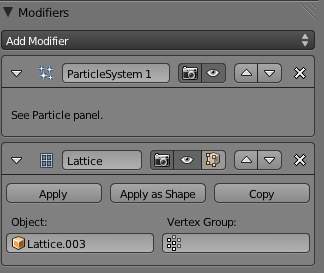 Modifiers
Add Modifier
ParticleSystem 1
See Particle panel.
Lattice
Apply Apply as Shape Copy
Object: Vertex Group:
Lattice.003